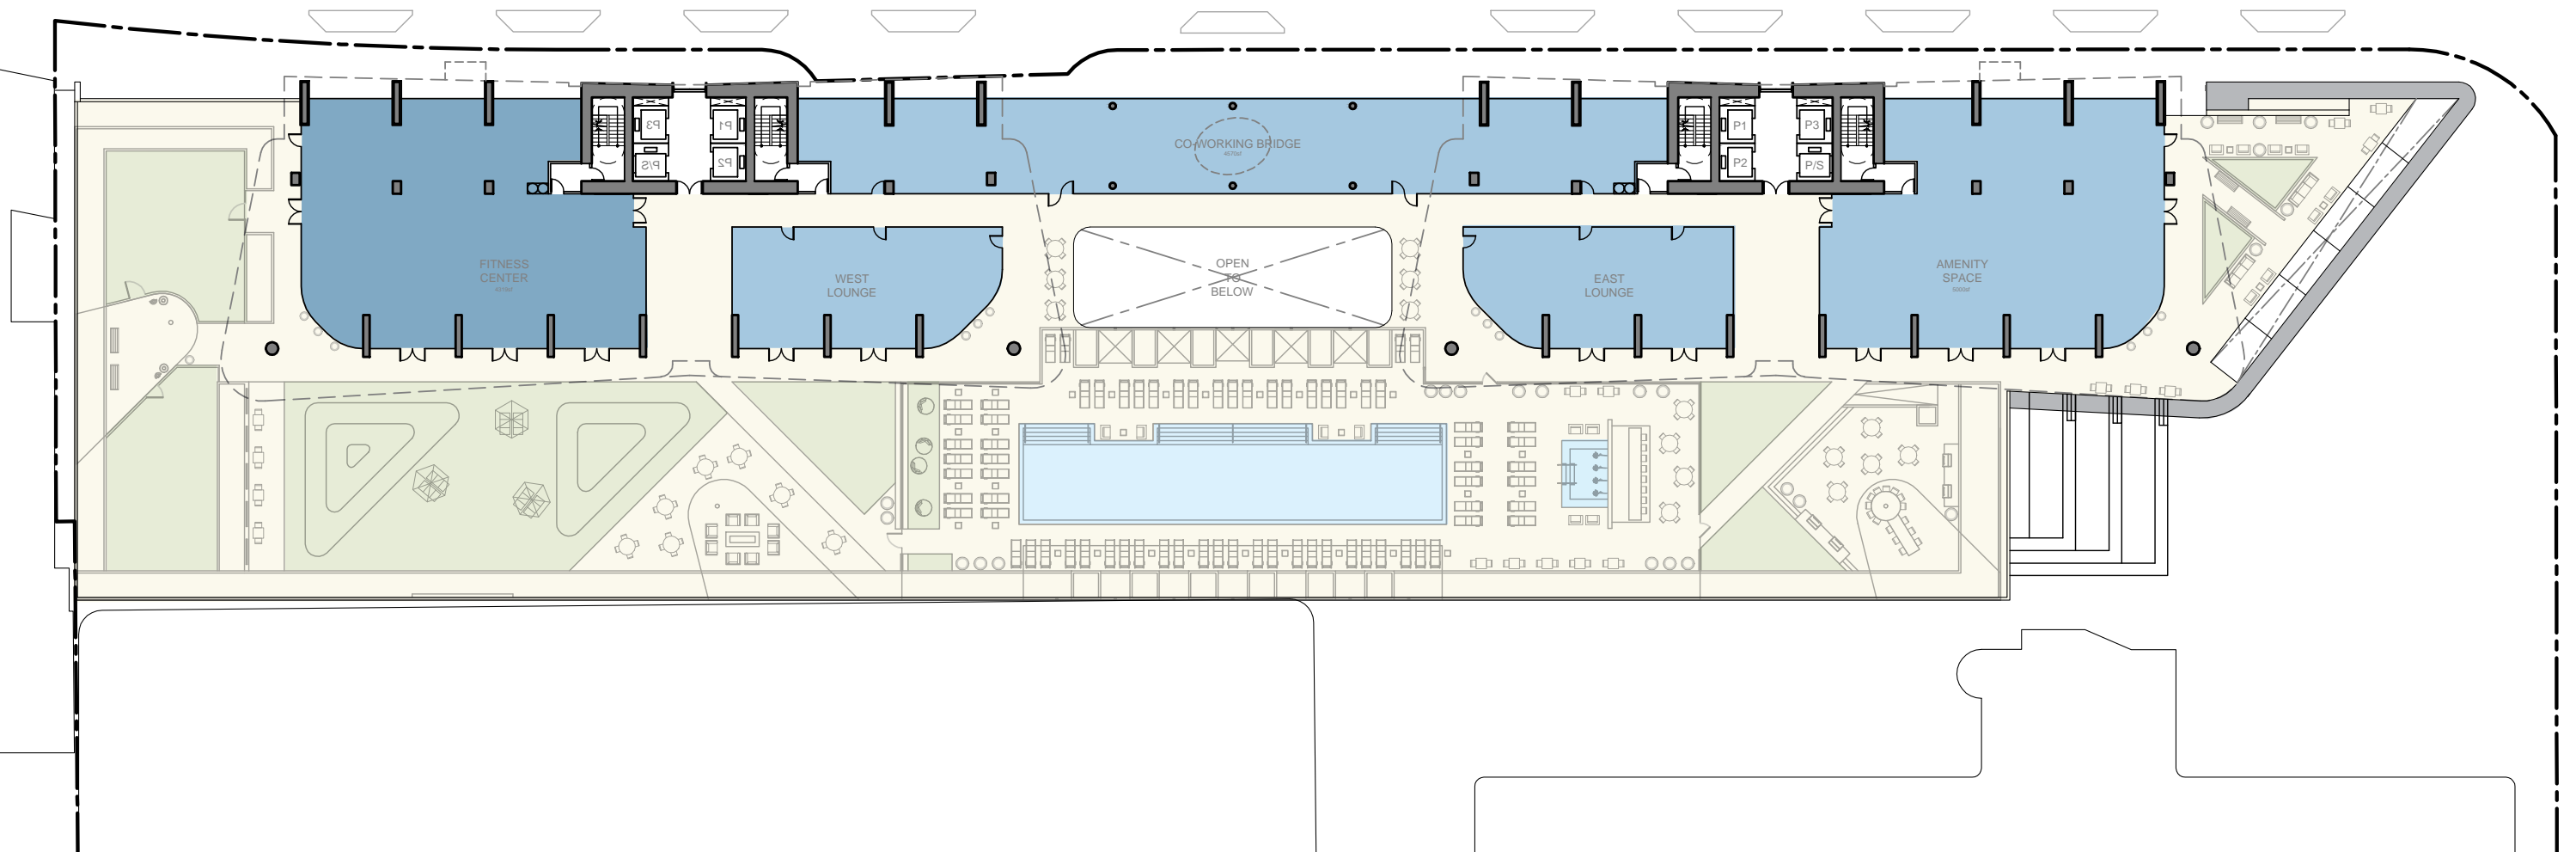 P3
P1
P/S
P2
CO-WORKING BRIDGE
4570sf
P1
P3
P2
P/S
FITNESS
CENTER
WEST
LOUNGE
OPEN
TO
BELOW
EAST
LOUNGE
AMENITY
SPACE